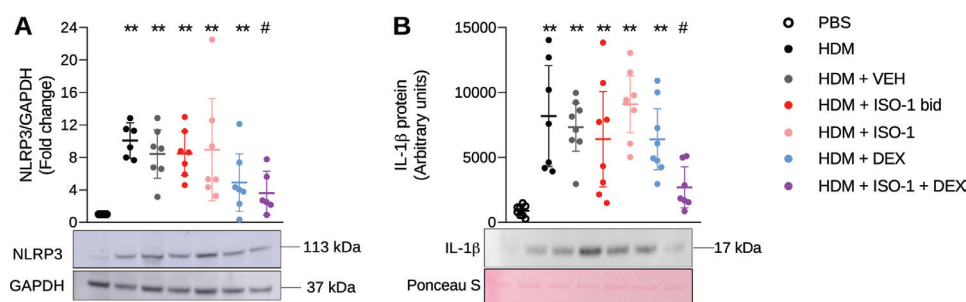 A
NLRP3/GAPDH
(Fold change)
24
20
16
12
8
4
0
** ** ** ** ** #
NLRP3
113 kDa
GAPDH
37 kDa
B
IL-1β protein
(Arbitrary units)
15000
10000
5000
0
** ** ** ** ** #
IL-1β
17 kDa
Ponceau S
PBS
HDM
HDM + VEH
HDM + ISO-1 bid
HDM + ISO-1
HDM + DEX
HDM + ISO-1 + DEX